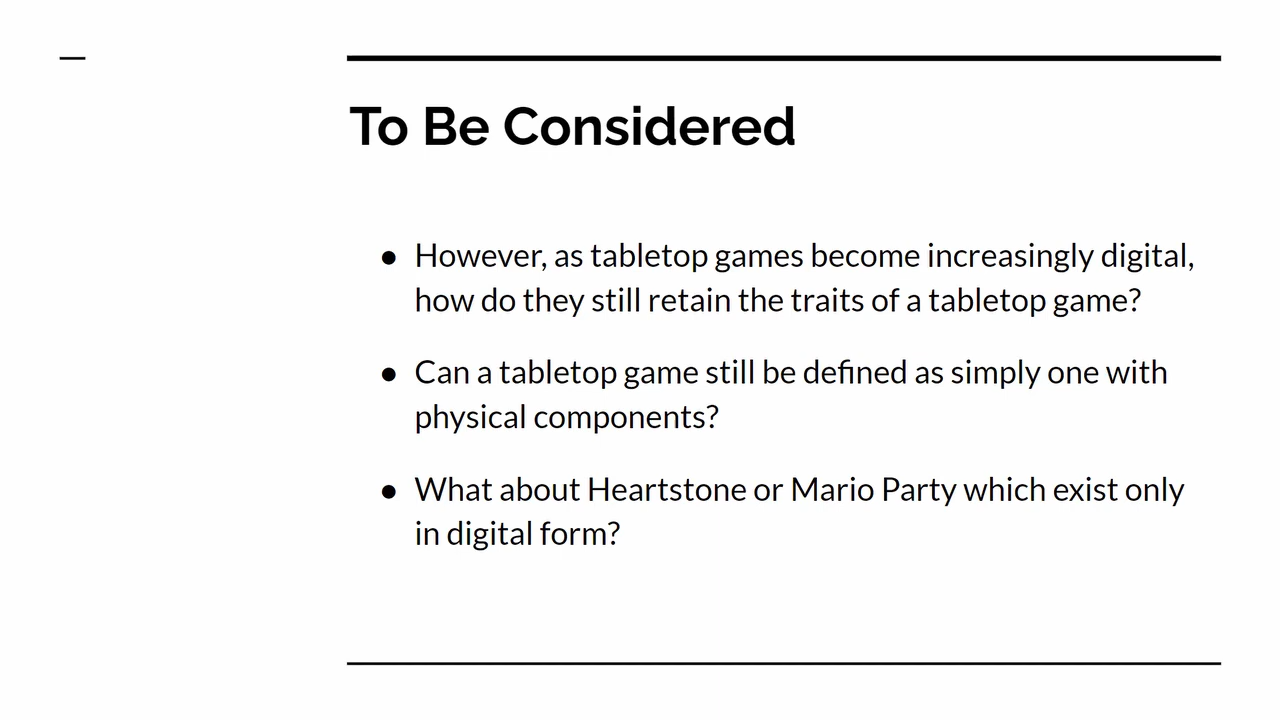 To Be Considered
● However, as tabletop games become increasingly digital,
how do they still retain the traits of a tabletop game?
● Can a tabletop game still be defined as simply one with
physical components?
● What about Heartstone or Mario Party which exist only
in digital form?